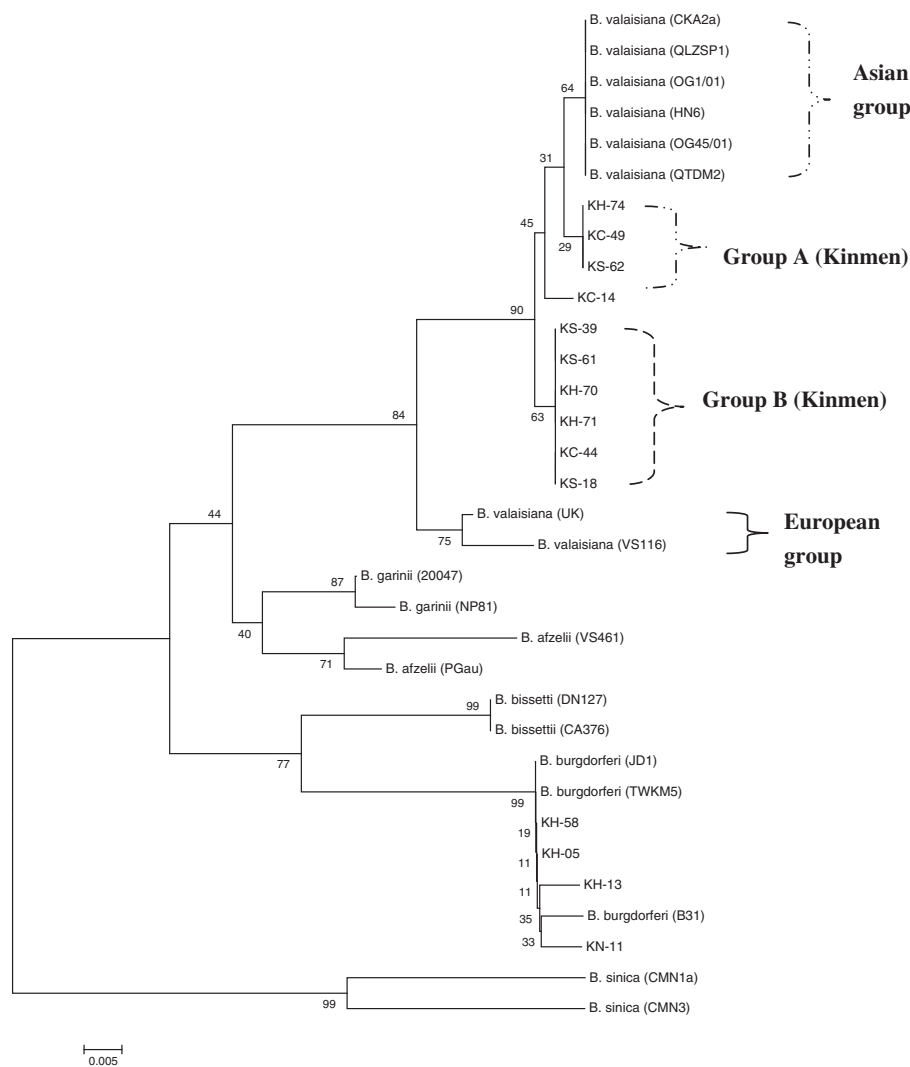 B. valaisiana (CKA2a)
B. valaisiana (QLZSP1)
B. valaisiana (OG1/01)
B. valaisiana (HN6)
B. valaisiana (OG45/01)
B. valaisiana (QTDM2)
Asian
group
64
31
KH-74
KC-49
KS-62
29
Group A (Kinmen)
45
KC-14
90
KS-39
KS-61
KH-70
KH-71
KC-44
KS-18
63
Group B (Kinmen)
84
B. valaisiana (UK)
B. valaisiana (VS116)
75
European
group
44
B. garinii (20047)
B. garinii (NP81)
87
40
B. afzelii (VS461)
B. afzelii (PGau)
71
B. bissetti (DN127)
B. bissettii (CA376)
99
77
B. burgdorferi (JD1)
B. burgdorferi (TWKM5)
99
KH-58
19
KH-05
11
KH-13
11
B. burgdorferi (B31)
35
KN-11
33
B. sinica (CMN1a)
B. sinica (CMN3)
99
0.005